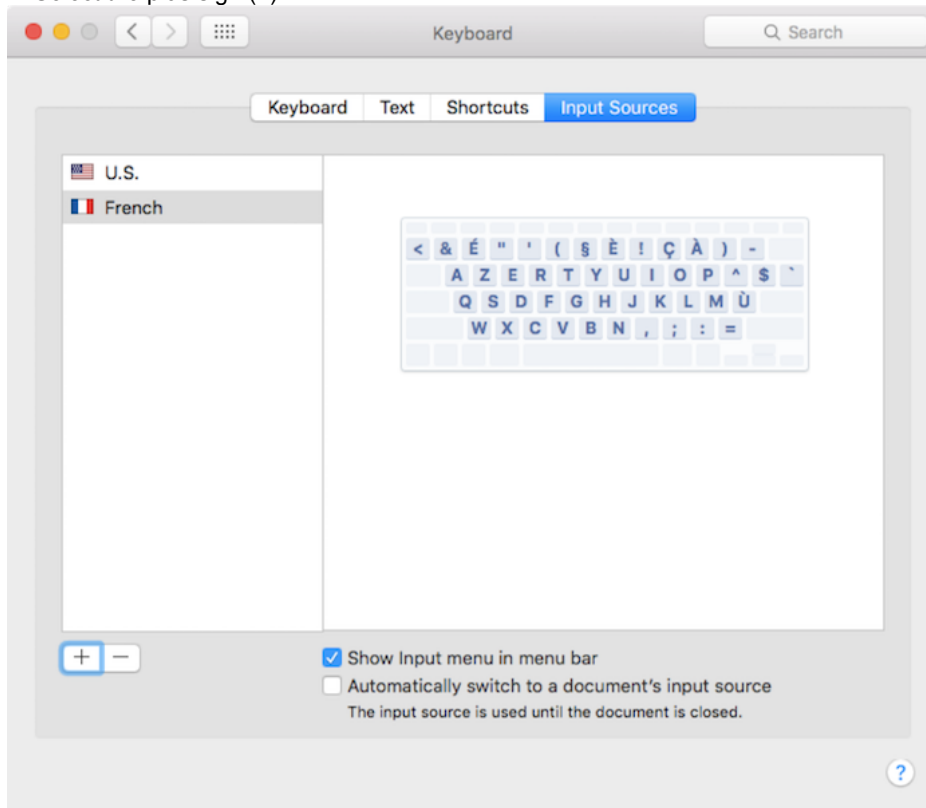 Keyboard
Search
Keyboard Text Shortcuts Input Sources
U.S.
French
< & É " ' ( § È ! Ç À ) -
A Z E R T Y U I O P ^ $ `
Q S D F G H J K L M Ù
W X C V B N , ; : =
+ −
Show Input menu in menu bar
Automatically switch to a document's input source
The input source is used until the document is closed.
?